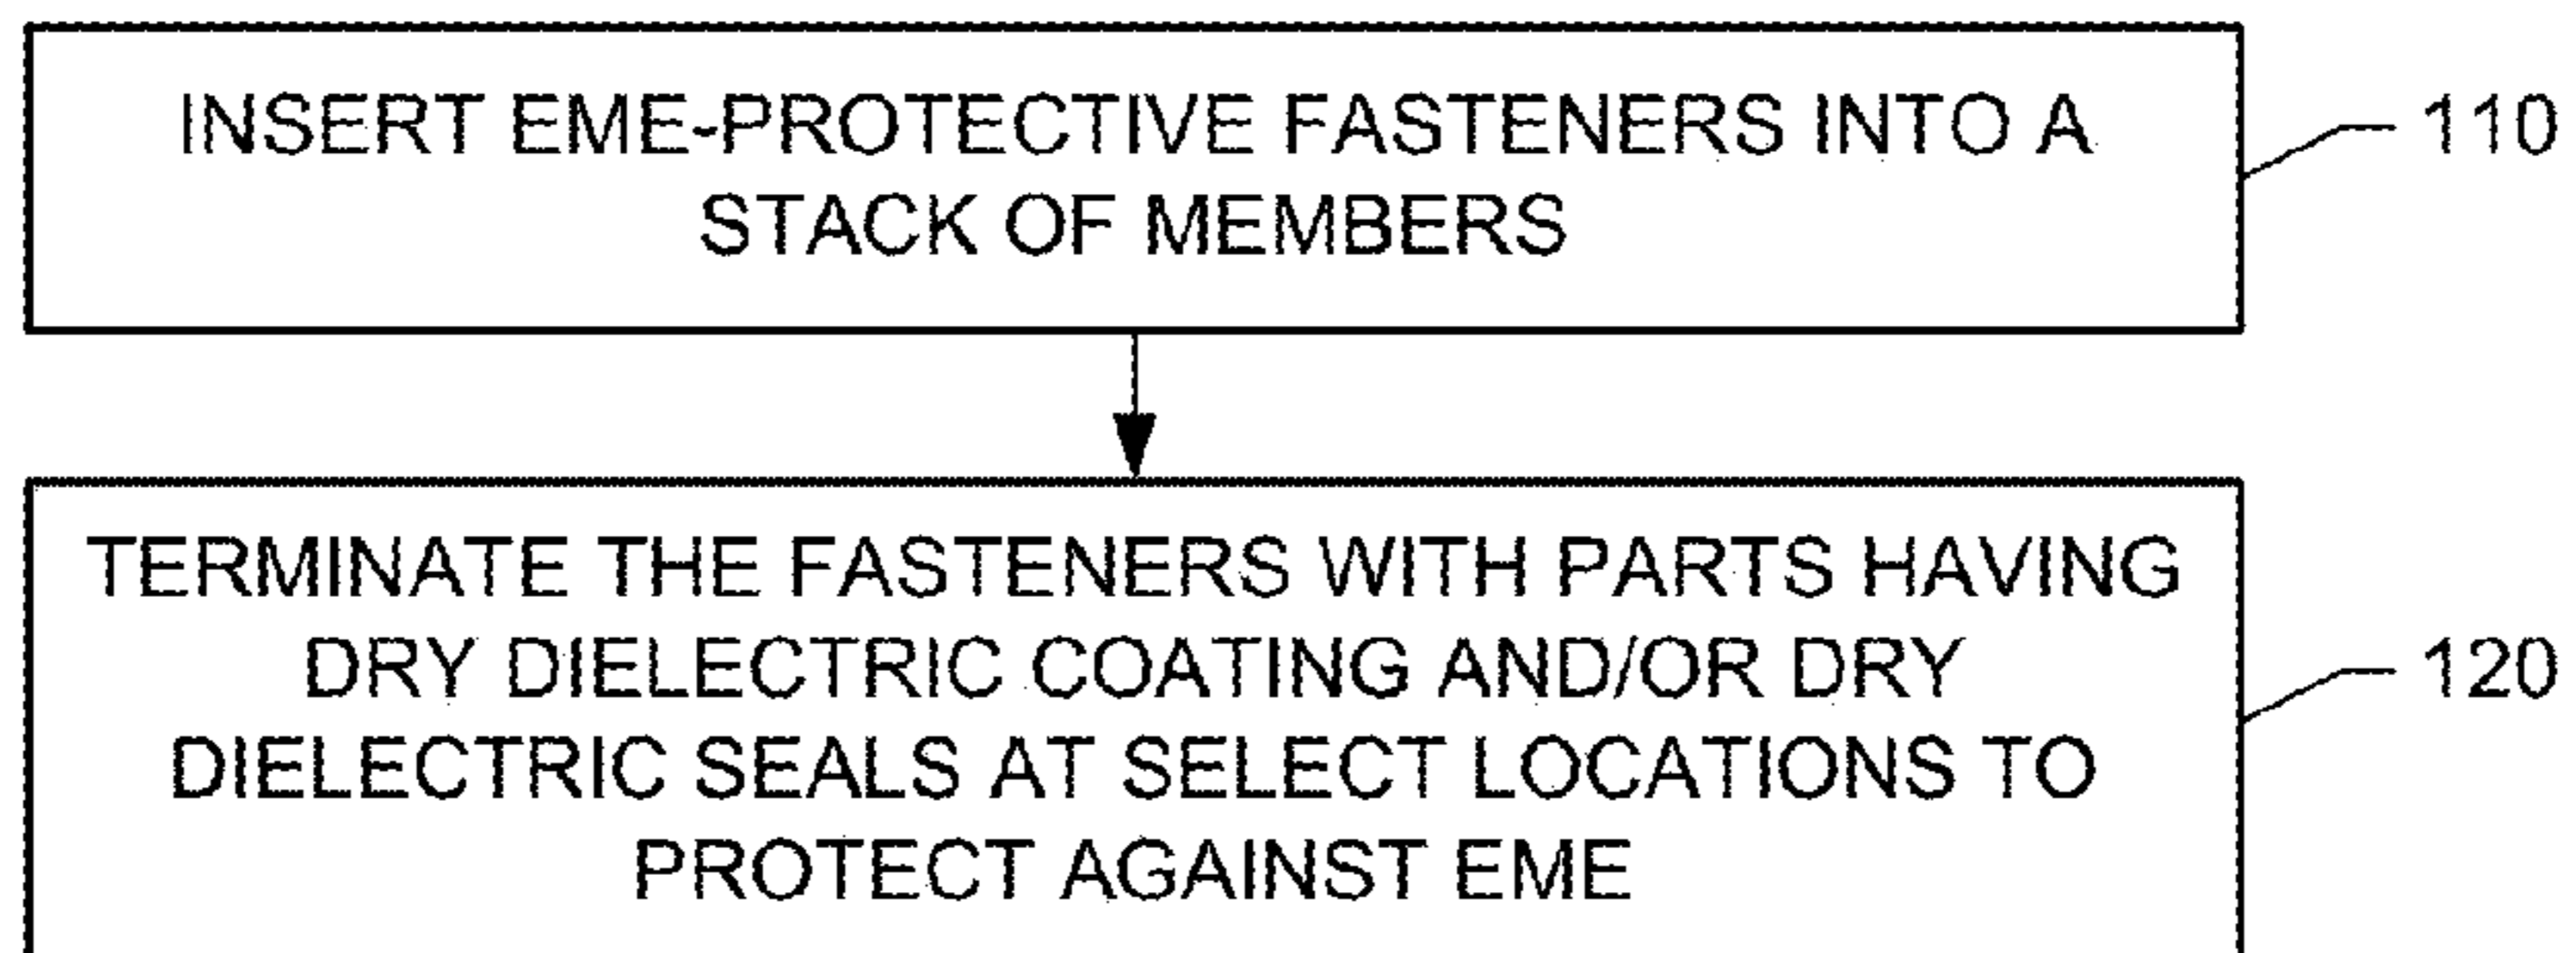 INSERT EME-PROTECTIVE FASTENERS INTO A
STACK OF MEMBERS
110
TERMINATE THE FASTENERS WITH PARTS HAVING
DRY DIELECTRIC COATING AND/OR DRY
DIELECTRIC SEALS AT SELECT LOCATIONS TO
PROTECT AGAINST EME
120